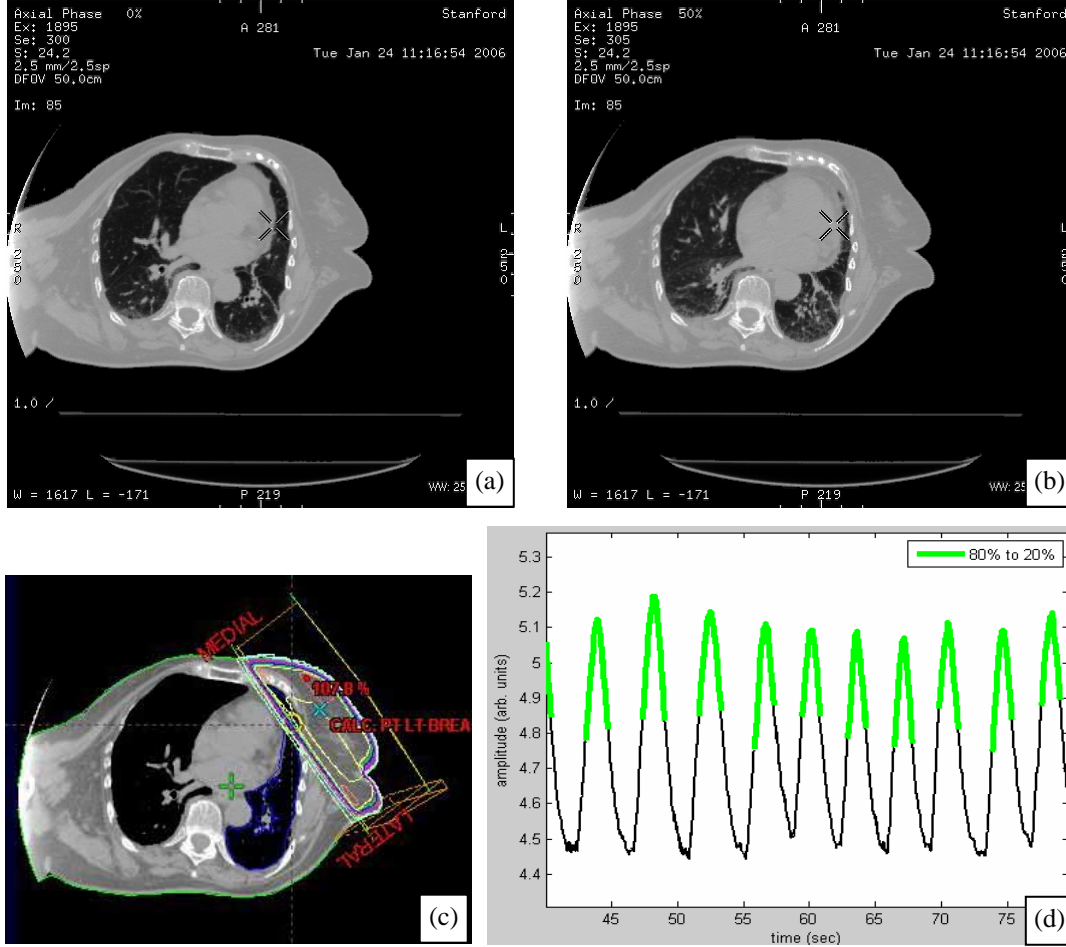 Axial Phase 0%
Stanford
Ex: 1895
A 281
Se: 300
S: 24.2
Tue Jan 24 11:16:54 2006
2.5 mm/2.5sp
DFOV 50.0cm
Im: 85
R
250
L
250
1.0 /
W = 1617 L = -171
P 219
(a)
Axial Phase 50%
Stanford
Ex: 1895
A 281
Se: 305
S: 24.2
Tue Jan 24 11:16:54 2006
2.5 mm/2.5sp
DFOV 50.0cm
Im: 85
R
250
L
250
1.0 /
W = 1617 L = -171
P 219
(b)
MEDIAL
107.8 %
CALC. PT LT BREA
LATERAL
(c)
80% to 20%
5.3
5.2
5.1
5
4.9
4.8
4.7
4.6
4.5
4.4
amplitude (arb. units)
45 50 55 60 65 70 75
time (sec)
(d)